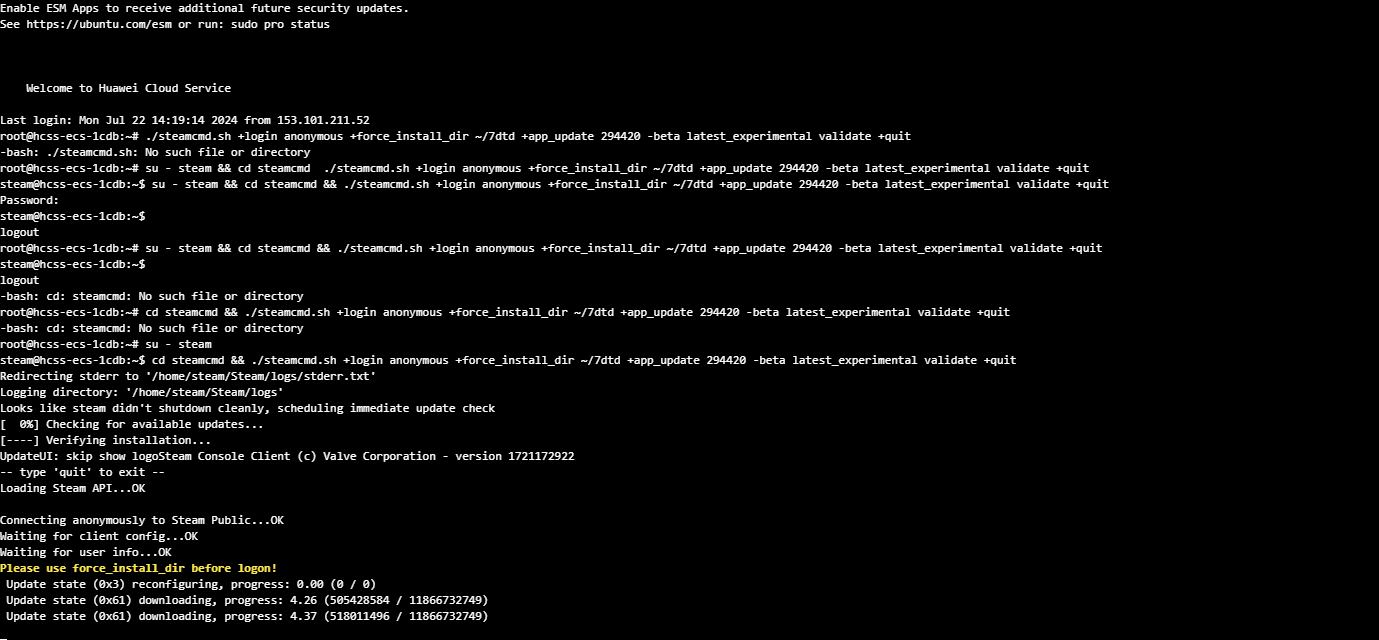 Enable ESM Apps to receive additional future security updates.
See https://ubuntu.com/esm or run: sudo pro status
Welcome to Huawei Cloud Service
Last login: Mon Jul 22 14:19:14 2024 from 153.101.211.52
root@hcss-ecs-1cdb:~# ./steamcmd.sh +login anonymous +force_install_dir ~/7dtd +app_update 294420 -beta latest_experimental validate +quit
-bash: ./steamcmd.sh: No such file or directory
root@hcss-ecs-1cdb:~# su - steam && cd steamcmd  ./steamcmd.sh +login anonymous +force_install_dir ~/7dtd +app_update 294420 -beta latest_experimental validate +quit
steam@hcss-ecs-1cdb:~$ su - steam && cd steamcmd && ./steamcmd.sh +login anonymous +force_install_dir ~/7dtd +app_update 294420 -beta latest_experimental validate +quit
Password:
steam@hcss-ecs-1cdb:~$
logout
root@hcss-ecs-1cdb:~# su - steam && cd steamcmd && ./steamcmd.sh +login anonymous +force_install_dir ~/7dtd +app_update 294420 -beta latest_experimental validate +quit
steam@hcss-ecs-1cdb:~$
logout
-bash: cd: steamcmd: No such file or directory
root@hcss-ecs-1cdb:~# cd steamcmd && ./steamcmd.sh +login anonymous +force_install_dir ~/7dtd +app_update 294420 -beta latest_experimental validate +quit
-bash: cd: steamcmd: No such file or directory
root@hcss-ecs-1cdb:~# su - steam
steam@hcss-ecs-1cdb:~$ cd steamcmd && ./steamcmd.sh +login anonymous +force_install_dir ~/7dtd +app_update 294420 -beta latest_experimental validate +quit
Redirecting stderr to '/home/steam/Steam/logs/stderr.txt'
Logging directory: '/home/steam/Steam/logs'
Looks like steam didn't shutdown cleanly, scheduling immediate update check
[  0%] Checking for available updates...
[----] Verifying installation...
UpdateUI: skip show logoSteam Console Client (c) Valve Corporation - version 1721172922
-- type 'quit' to exit --
Loading Steam API...OK
Connecting anonymously to Steam Public...OK
Waiting for client config...OK
Waiting for user info...OK
Please use force_install_dir before logon!
Update state (0x3) reconfiguring, progress: 0.00 (0 / 0)
Update state (0x61) downloading, progress: 4.26 (505428584 / 11866732749)
Update state (0x61) downloading, progress: 4.37 (518011496 / 11866732749)